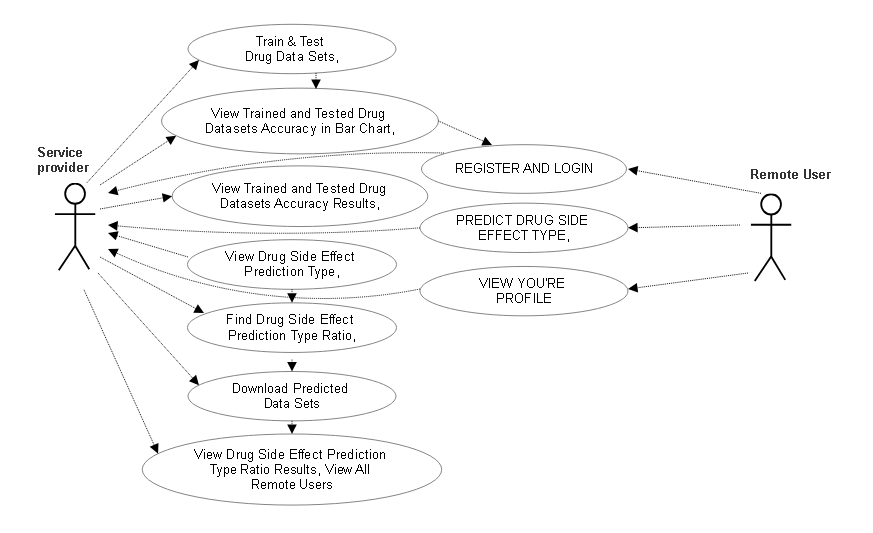 Train & Test
Drug Data Sets,
View Trained and Tested Drug
Datasets Accuracy in Bar Chart,
Service
provider
REGISTER AND LOGIN
Remote User
View Trained and Tested Drug
Datasets Accuracy Results,
PREDICT DRUG SIDE
EFFECT TYPE,
View Drug Side Effect
Prediction Type ,
VIEW YOU'RE
PROFILE
Find Drug Side Effect
Prediction Type Ratio,
Download Predicted
Data Sets
View Drug Side Effect Prediction
Type Ratio Results, View All
Remote Users